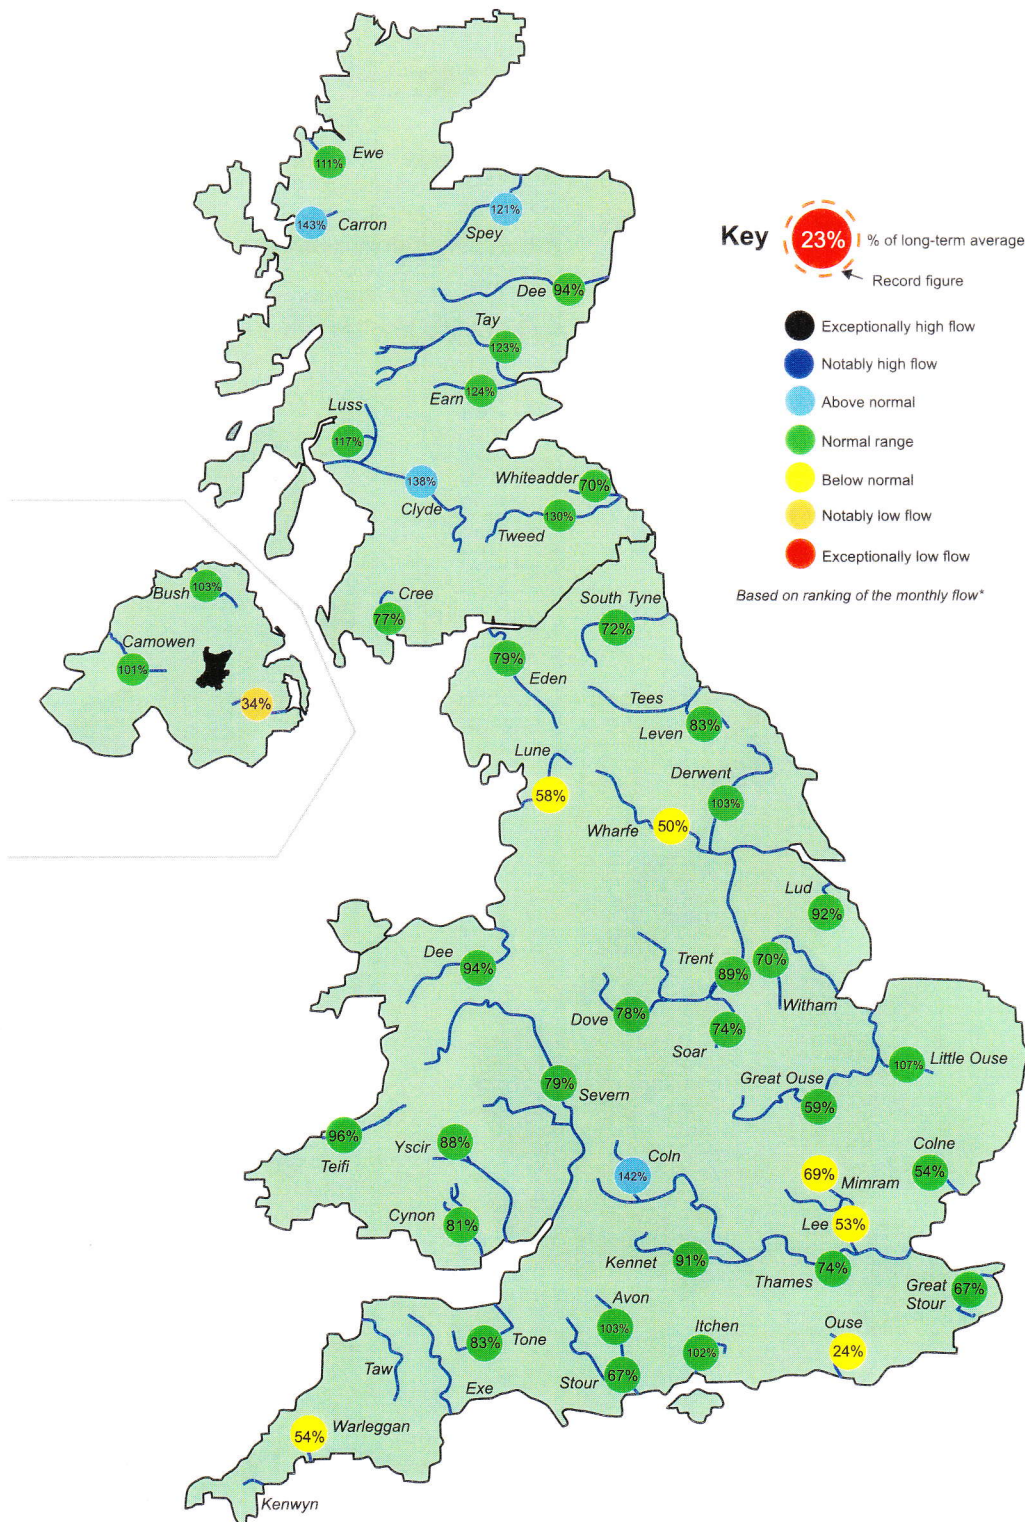 Ewe
111%
143%
Carron
121%
Spey
Key
23%
% of long-term average
Record figure
Exceptionally high flow
Notably high flow
Above normal
Normal range
Below normal
Notably low flow
Exceptionally low flow
Based on ranking of the monthly flow*
Dee
94%
Tay
123%
Earn
124%
Luss
117%
138%
Clyde
Whiteadder
70%
130%
Tweed
Bush
103%
Camowen
101%
34%
Cree
77%
South Tyne
72%
79%
Eden
Tees
Leven
83%
Lune
58%
Derwent
103%
Wharfe
50%
Lud
92%
Dee
94%
Trent
89%
70%
Witham
Dove
78%
74%
Soar
107%
Little Ouse
Great Ouse
59%
79%
Severn
96%
Teifi
Yscir
88%
Coln
142%
69%
Mimram
Colne
54%
Cynon
81%
Lee
53%
Kennet
91%
74%
Thames
Great
Stour
67%
Avon
103%
Itchen
102%
Ouse
24%
83%
Tone
Taw
Exe
Stour
67%
54%
Warleggan
Kenwyn